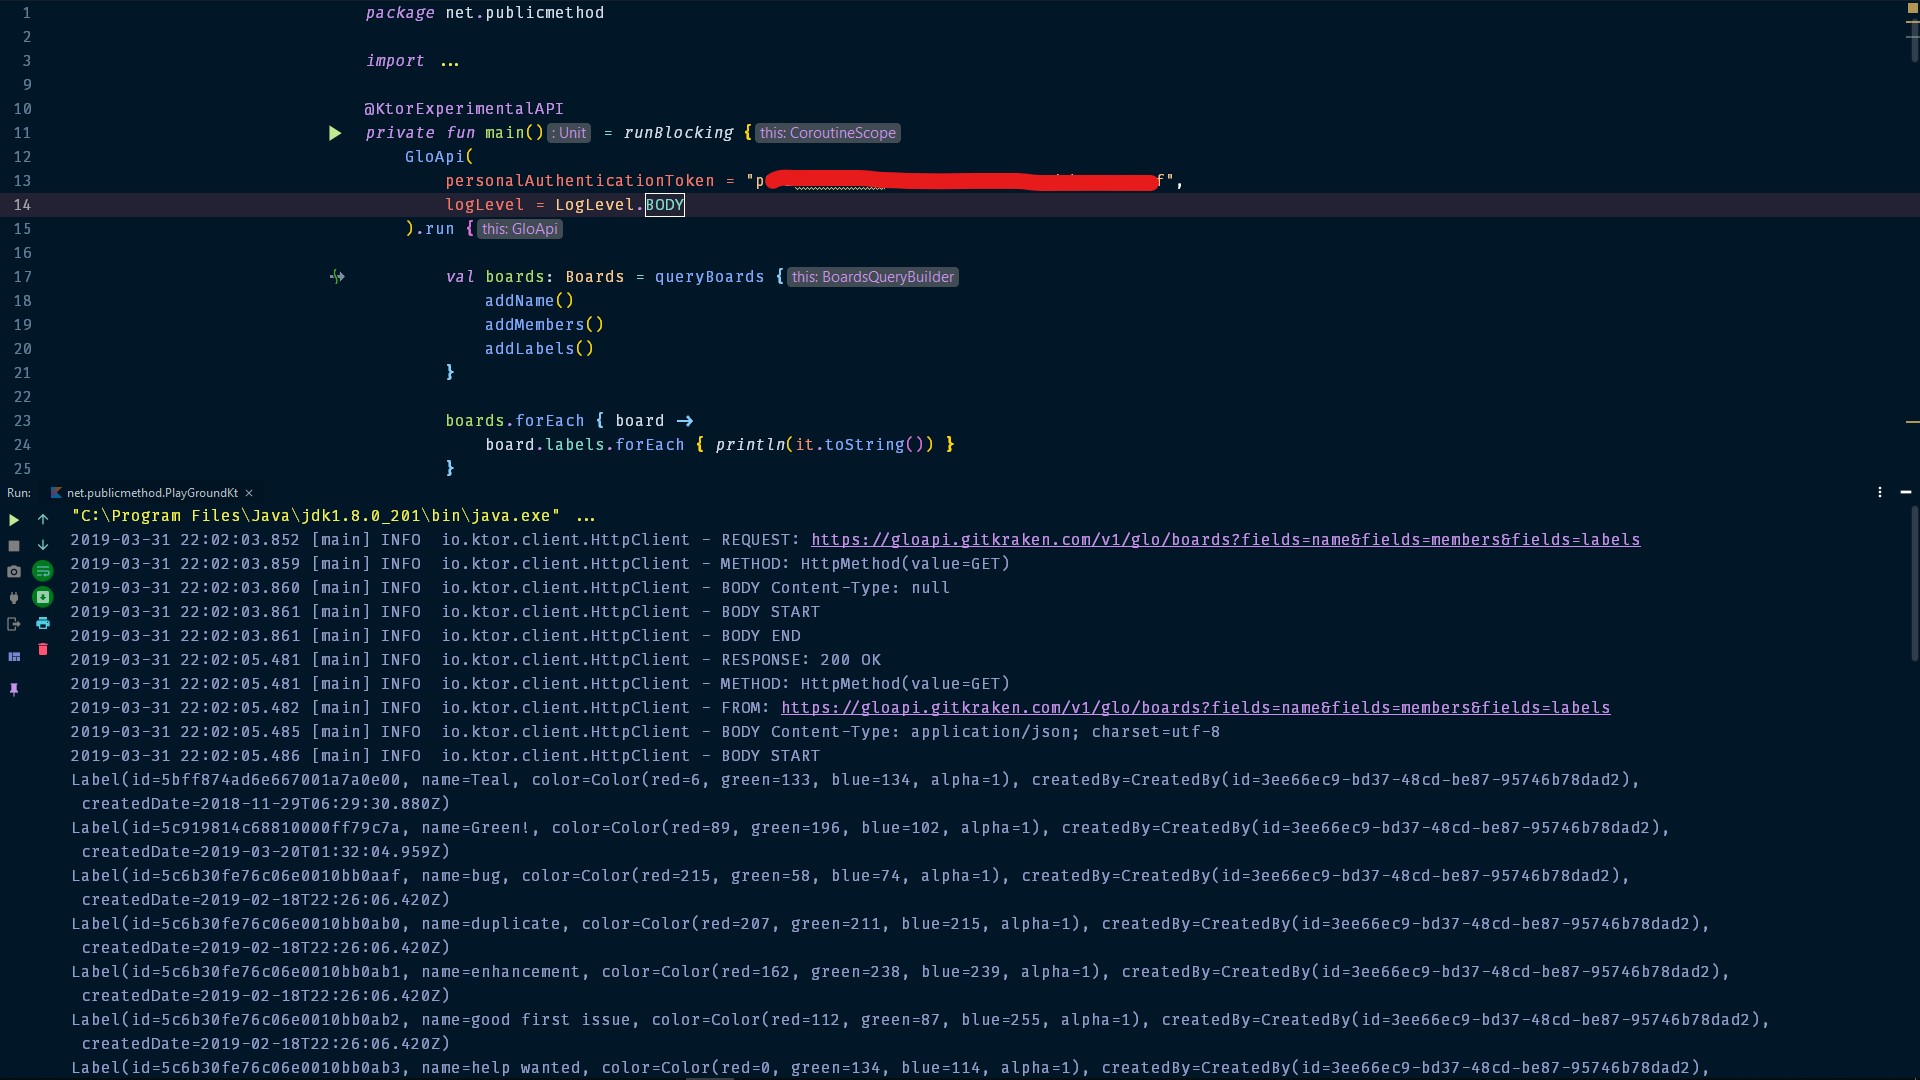 1 package net.publicmethod
2
3 import ...
9
10 @KtorExperimentalAPI
11 private fun main() : Unit = runBlocking { this: CoroutineScope
12 GloApi(
13 personalAuthenticationToken = "p f",
14 logLevel = LogLevel.BODY
15 ).run { this: GloApi
16
17 val boards: Boards = queryBoards { this: BoardsQueryBuilder
18 addName()
19 addMembers()
20 addLabels()
21 }
22
23 boards.forEach { board →
24 board.labels.forEach { println(it.toString()) }
25 }
Run: net.publicmethod.PlayGroundKt ×
"C:\Program Files\Java\jdk1.8.0_201\bin\java.exe" ...
2019-03-31 22:02:03.852 [main] INFO  io.ktor.client.HttpClient - REQUEST: https://gloapi.gitkraken.com/v1/glo/boards?fields=name&fields=members&fields=labels
2019-03-31 22:02:03.859 [main] INFO  io.ktor.client.HttpClient - METHOD: HttpMethod(value=GET)
2019-03-31 22:02:03.860 [main] INFO  io.ktor.client.HttpClient - BODY Content-Type: null
2019-03-31 22:02:03.861 [main] INFO  io.ktor.client.HttpClient - BODY START
2019-03-31 22:02:03.861 [main] INFO  io.ktor.client.HttpClient - BODY END
2019-03-31 22:02:05.481 [main] INFO  io.ktor.client.HttpClient - RESPONSE: 200 OK
2019-03-31 22:02:05.481 [main] INFO  io.ktor.client.HttpClient - METHOD: HttpMethod(value=GET)
2019-03-31 22:02:05.482 [main] INFO  io.ktor.client.HttpClient - FROM: https://gloapi.gitkraken.com/v1/glo/boards?fields=name&fields=members&fields=labels
2019-03-31 22:02:05.485 [main] INFO  io.ktor.client.HttpClient - BODY Content-Type: application/json; charset=utf-8
2019-03-31 22:02:05.486 [main] INFO  io.ktor.client.HttpClient - BODY START
Label(id=5bff874ad6e667001a7a0e00, name=Teal, color=Color(red=6, green=133, blue=134, alpha=1), createdBy=CreatedBy(id=3ee66ec9-bd37-48cd-be87-95746b78dad2),
createdDate=2018-11-29T06:29:30.880Z)
Label(id=5c919814c68810000ff79c7a, name=Green!, color=Color(red=89, green=196, blue=102, alpha=1), createdBy=CreatedBy(id=3ee66ec9-bd37-48cd-be87-95746b78dad2),
createdDate=2019-03-20T01:32:04.959Z)
Label(id=5c6b30fe76c06e0010bb0aaf, name=bug, color=Color(red=215, green=58, blue=74, alpha=1), createdBy=CreatedBy(id=3ee66ec9-bd37-48cd-be87-95746b78dad2),
createdDate=2019-02-18T22:26:06.420Z)
Label(id=5c6b30fe76c06e0010bb0ab0, name=duplicate, color=Color(red=207, green=211, blue=215, alpha=1), createdBy=CreatedBy(id=3ee66ec9-bd37-48cd-be87-95746b78dad2),
createdDate=2019-02-18T22:26:06.420Z)
Label(id=5c6b30fe76c06e0010bb0ab1, name=enhancement, color=Color(red=162, green=238, blue=239, alpha=1), createdBy=CreatedBy(id=3ee66ec9-bd37-48cd-be87-95746b78dad2),
createdDate=2019-02-18T22:26:06.420Z)
Label(id=5c6b30fe76c06e0010bb0ab2, name=good first issue, color=Color(red=112, green=87, blue=255, alpha=1), createdBy=CreatedBy(id=3ee66ec9-bd37-48cd-be87-95746b78dad2),
createdDate=2019-02-18T22:26:06.420Z)
Label(id=5c6b30fe76c06e0010bb0ab3, name=help wanted, color=Color(red=0, green=134, blue=114, alpha=1), createdBy=CreatedBy(id=3ee66ec9-bd37-48cd-be87-95746b78dad2),